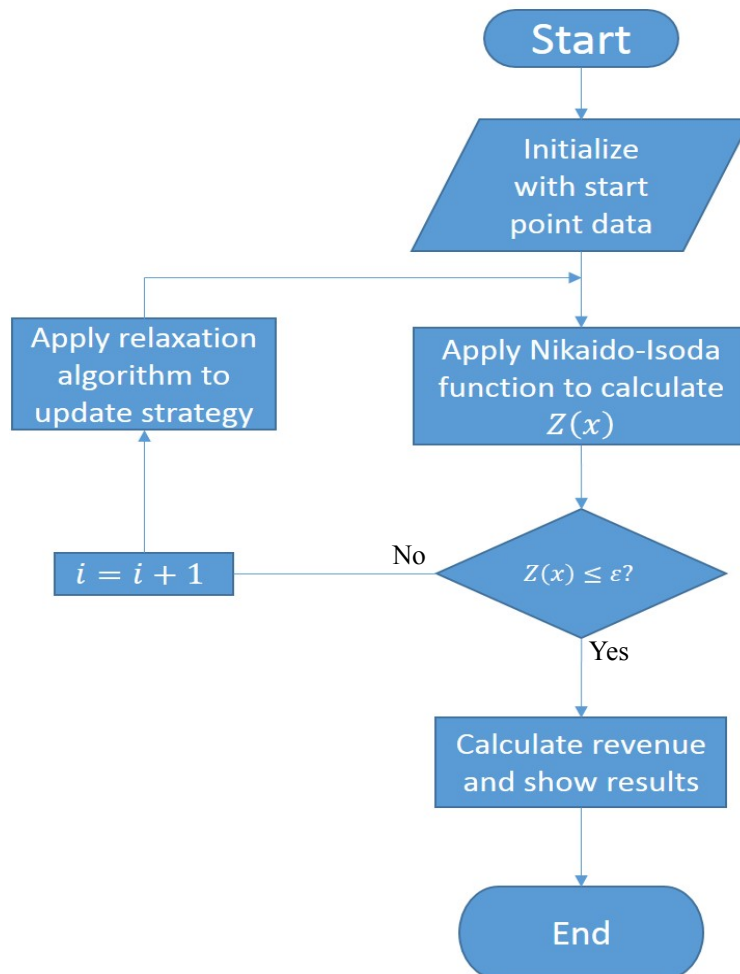 Start
Initialize
with start
point data
Apply relaxation
algorithm to
update strategy
Apply Nikaido-Isoda
function to calculate
Z(x)
No
i = i + 1
Z(x) ≤ ε?
Yes
Calculate revenue
and show results
End